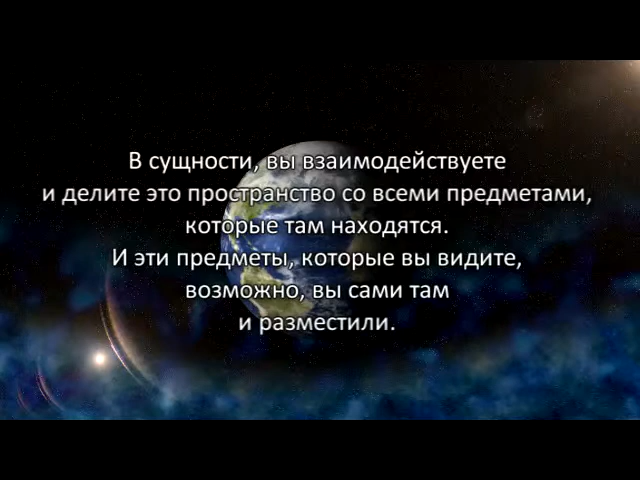 В сущности, вы взаимодействуете
и делите это пространство со всеми предметами,
которые там находятся.
И эти предметы, которые вы видите,
возможно, вы сами там
и разместили.